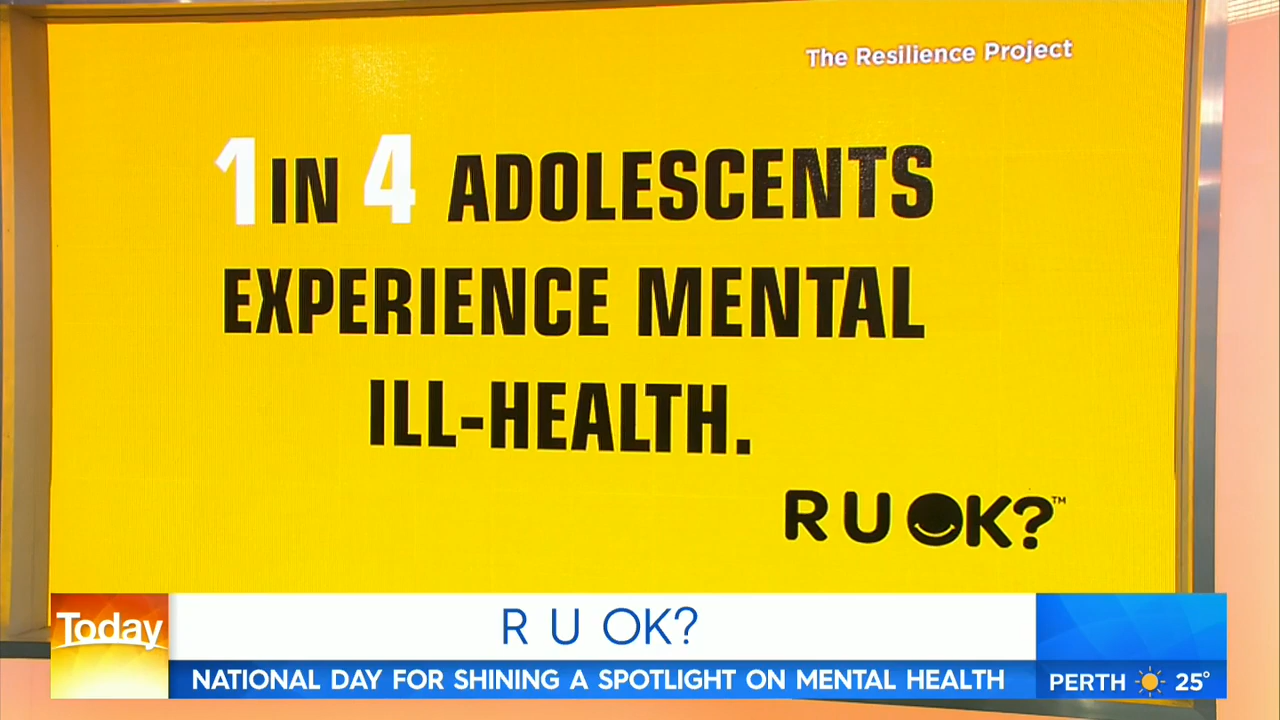 The Resilience Project
1 IN 4 ADOLESCENTS
EXPERIENCE MENTAL
ILL-HEALTH.
R U OK?™
Today
R U OK?
NATIONAL DAY FOR SHINING A SPOTLIGHT ON MENTAL HEALTH
PERTH 25°